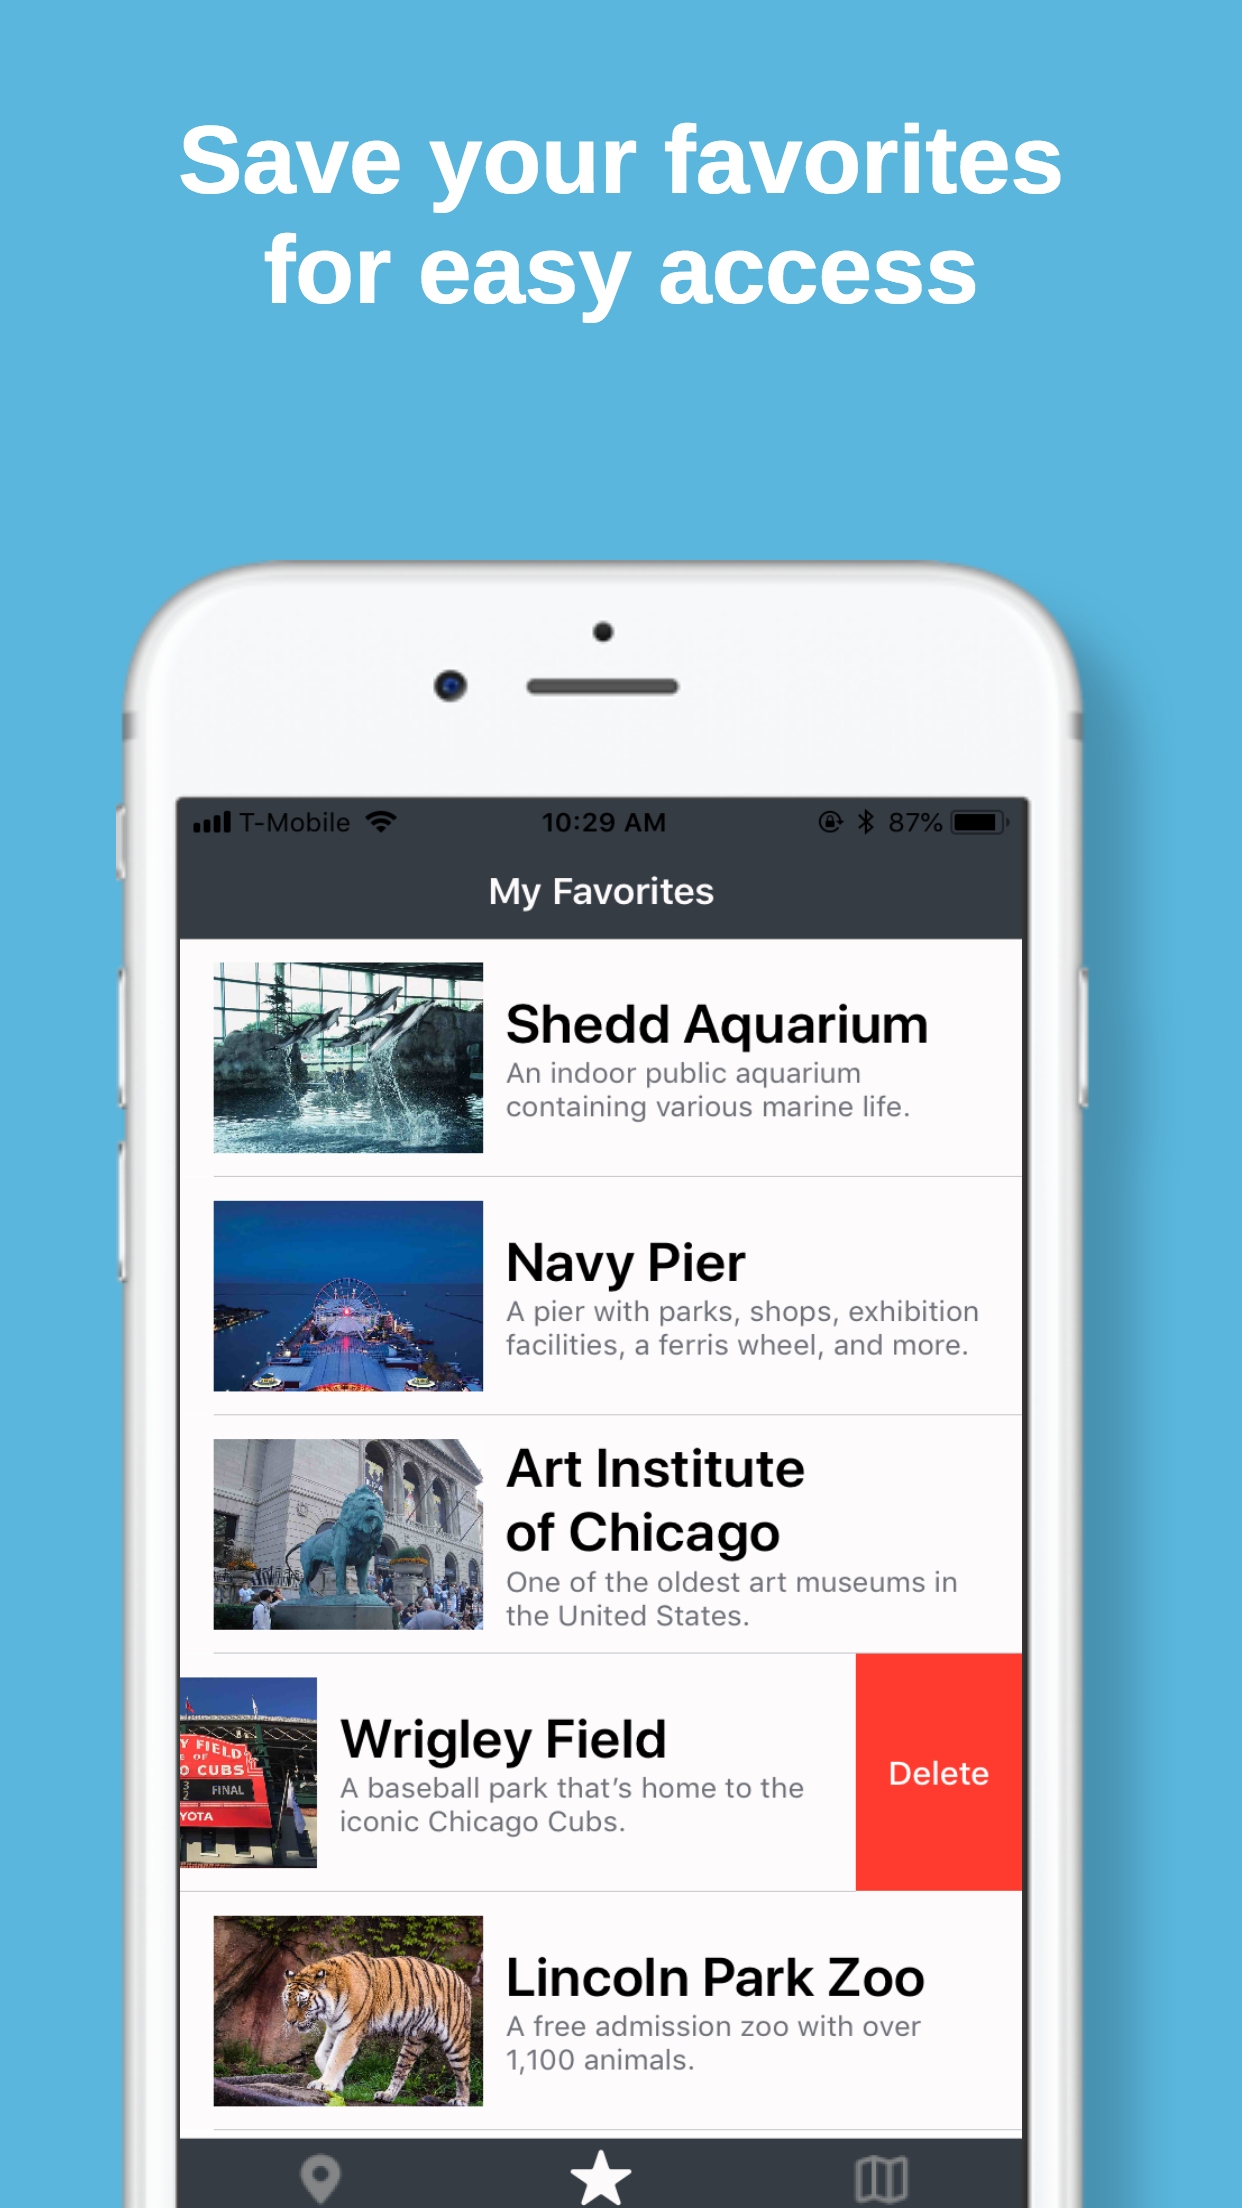 Save your favorites
for easy access
T-Mobile
10:29 AM
87%
My Favorites
Shedd Aquarium
An indoor public aquarium
containing various marine life.
Navy Pier
A pier with parks, shops, exhibition
facilities, a ferris wheel, and more.
Art Institute
of Chicago
One of the oldest art museums in
the United States.
Y FIELD
E OF
O CUBS
3
2
FINAL
YOTA
Wrigley Field
A baseball park that’s home to the
iconic Chicago Cubs.
Delete
Lincoln Park Zoo
A free admission zoo with over
1,100 animals.